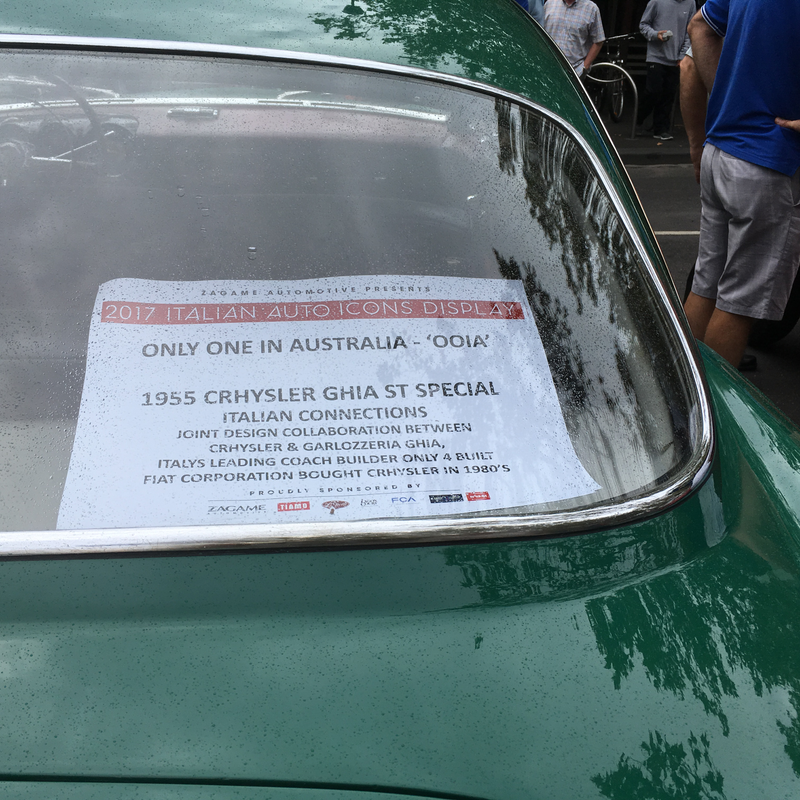 ZAGAME AUTOMOTIVE PRESENTS
2017 ITALIAN AUTO ICONS DISPLAY
ONLY ONE IN AUSTRALIA - 'OOIA'
1955 CRHYSLER GHIA ST SPECIAL
ITALIAN CONNECTIONS
JOINT DESIGN COLLABORATION BETWEEN
CRHYSLER & GARLOZZERIA GHIA,
ITALYS LEADING COACH BUILDER ONLY 4 BUILT
FIAT CORPORATION BOUGHT CRHYSLER IN 1980'S
PROUDLY SPONSORED BY
ZAGAME TIAMO FCA